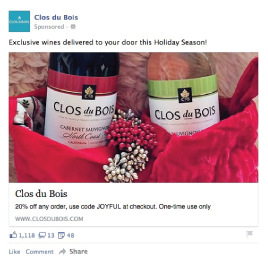 Clos du Bois
Sponsored ·
Exclusive wines delivered to your door this Holiday Season!
CLOS du BOIS
CABERNET SAUVIGNON
North Coast
CLOS du BOIS
Clos du Bois
20% off any order, use code JOYFUL at checkout. One-time use only
WWW.CLOSDUBOIS.COM
1,118 13 48
Like Comment Share